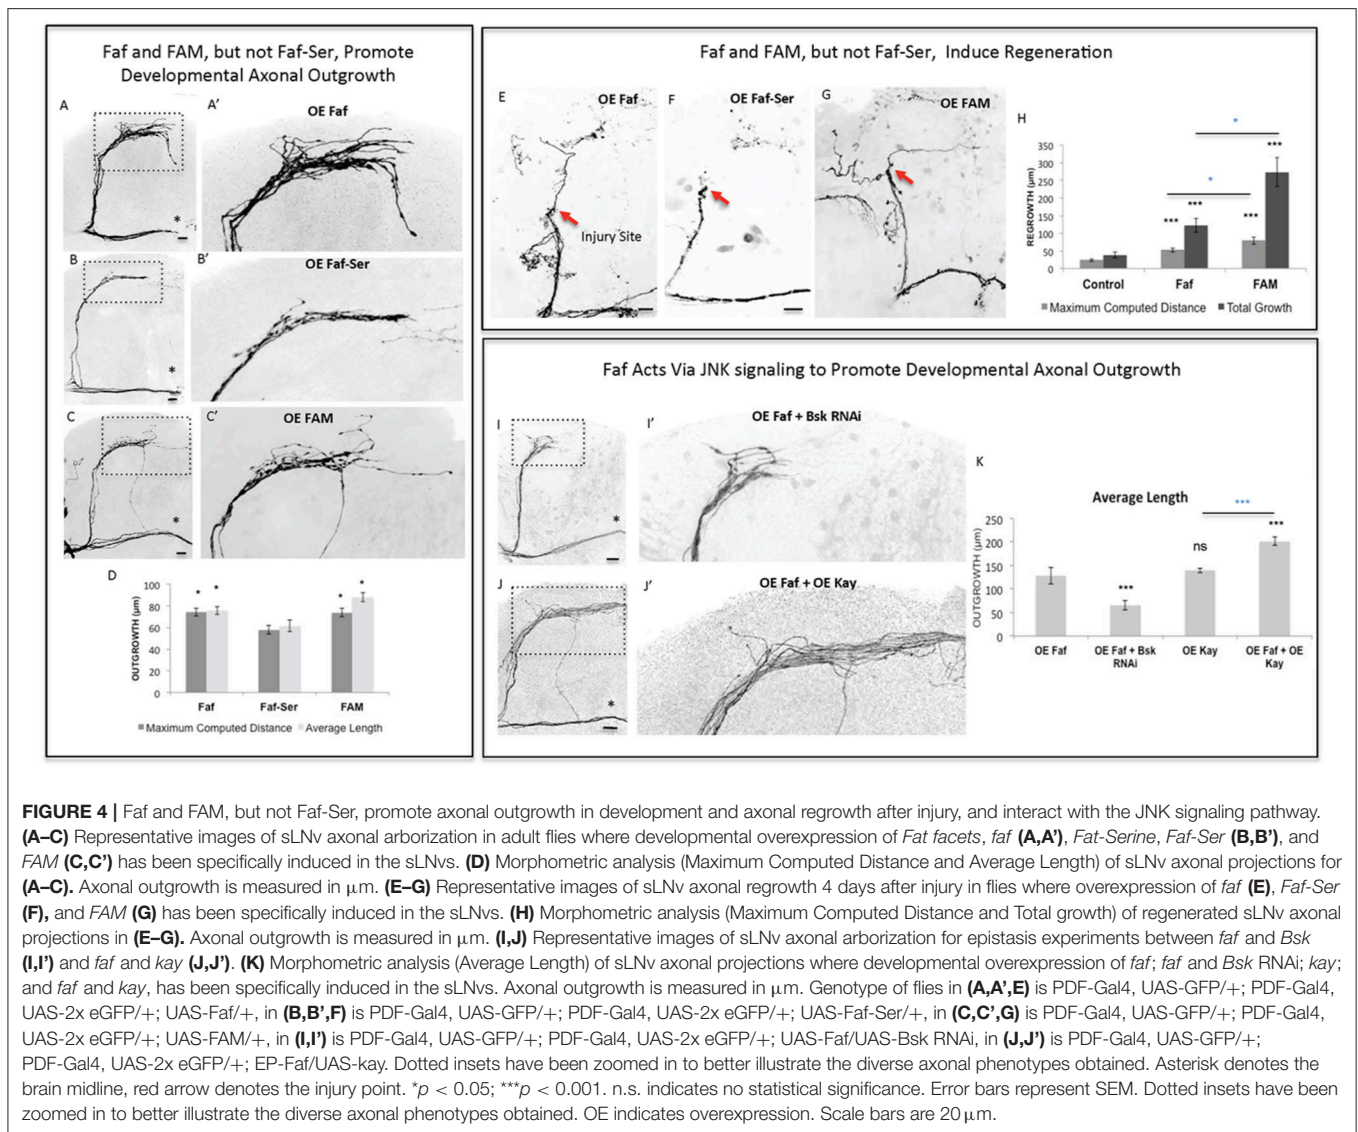 Faf and FAM, but not Faf-Ser, Promote
Developmental Axonal Outgrowth
A
A'
OE Faf
*
B
B'
OE Faf-Ser
*
C
C'
OE FAM
*
D
OUTGROWTH (μm)
100
80
60
40
20
0
* * * *
Faf Faf-Ser FAM
Maximum Computed Distance Average Length
Faf and FAM, but not Faf-Ser, Induce Regeneration
E
OE Faf
Injury Site
F
OE Faf-Ser
G
OE FAM
H
REGROWTH (μm)
350
300
250
200
150
100
50
0
*
*
*** *** *** ***
Control Faf FAM
Maximum Computed Distance Total Growth
Faf Acts Via JNK signaling to Promote Developmental Axonal Outgrowth
I
I'
OE Faf + Bsk RNAi
*
J
J'
OE Faf + OE Kay
*
K
Average Length
OUTGROWTH (μm)
250
200
150
100
50
0
***
*** ns ***
OE Faf OE Faf + Bsk OE Kay OE Faf + OE
RNAi Kay
FIGURE 4 | Faf and FAM, but not Faf-Ser, promote axonal outgrowth in development and axonal regrowth after injury, and interact with the JNK signaling pathway.
(A–C) Representative images of sLNv axonal arborization in adult flies where developmental overexpression of Fat facets, faf (A,A'), Fat-Serine, Faf-Ser (B,B'), and
FAM (C,C') has been specifically induced in the sLNvs. (D) Morphometric analysis (Maximum Computed Distance and Average Length) of sLNv axonal projections for
(A–C). Axonal outgrowth is measured in μm. (E–G) Representative images of sLNv axonal regrowth 4 days after injury in flies where overexpression of faf (E), Faf-Ser
(F), and FAM (G) has been specifically induced in the sLNvs. (H) Morphometric analysis (Maximum Computed Distance and Total growth) of regenerated sLNv axonal
projections in (E–G). Axonal outgrowth is measured in μm. (I,J) Representative images of sLNv axonal arborization for epistasis experiments between faf and Bsk
(I,I') and faf and kay (J,J'). (K) Morphometric analysis (Average Length) of sLNv axonal projections where developmental overexpression of faf; faf and Bsk RNAi; kay;
and faf and kay, has been specifically induced in the sLNvs. Axonal outgrowth is measured in μm. Genotype of flies in (A,A',E) is PDF-Gal4, UAS-GFP/+; PDF-Gal4,
UAS-2x eGFP/+; UAS-Faf/+, in (B,B',F) is PDF-Gal4, UAS-GFP/+; PDF-Gal4, UAS-2x eGFP/+; UAS-Faf-Ser/+, in (C,C',G) is PDF-Gal4, UAS-GFP/+; PDF-Gal4,
UAS-2x eGFP/+; UAS-FAM/+, in (I,I') is PDF-Gal4, UAS-GFP/+; PDF-Gal4, UAS-2x eGFP/+; UAS-Faf/UAS-Bsk RNAi, in (J,J') is PDF-Gal4, UAS-GFP/+;
PDF-Gal4, UAS-2x eGFP/+; EP-Faf/UAS-kay. Dotted insets have been zoomed in to better illustrate the diverse axonal phenotypes obtained. Asterisk denotes the
brain midline, red arrow denotes the injury point. *p < 0.05; ***p < 0.001. n.s. indicates no statistical significance. Error bars represent SEM. Dotted insets have been
zoomed in to better illustrate the diverse axonal phenotypes obtained. OE indicates overexpression. Scale bars are 20 μm.